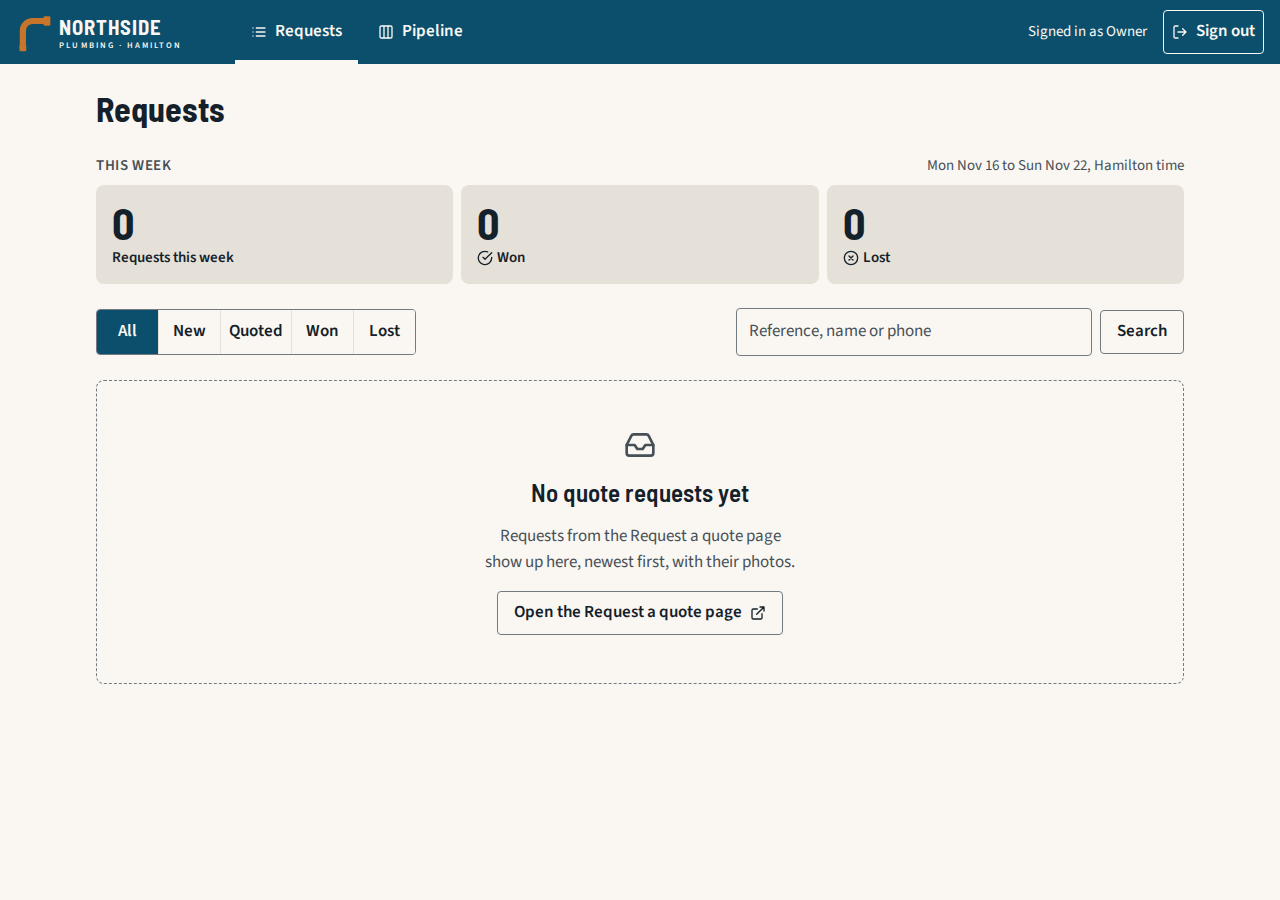 NORTHSIDE
PLUMBING · HAMILTON
Requests
Pipeline
Signed in as Owner
Sign out
Requests
THIS WEEK
Mon Nov 16 to Sun Nov 22, Hamilton time
0
Requests this week
0
Won
0
Lost
All
New
Quoted
Won
Lost
Reference, name or phone
Search
No quote requests yet
Requests from the Request a quote page
show up here, newest first, with their photos.
Open the Request a quote page